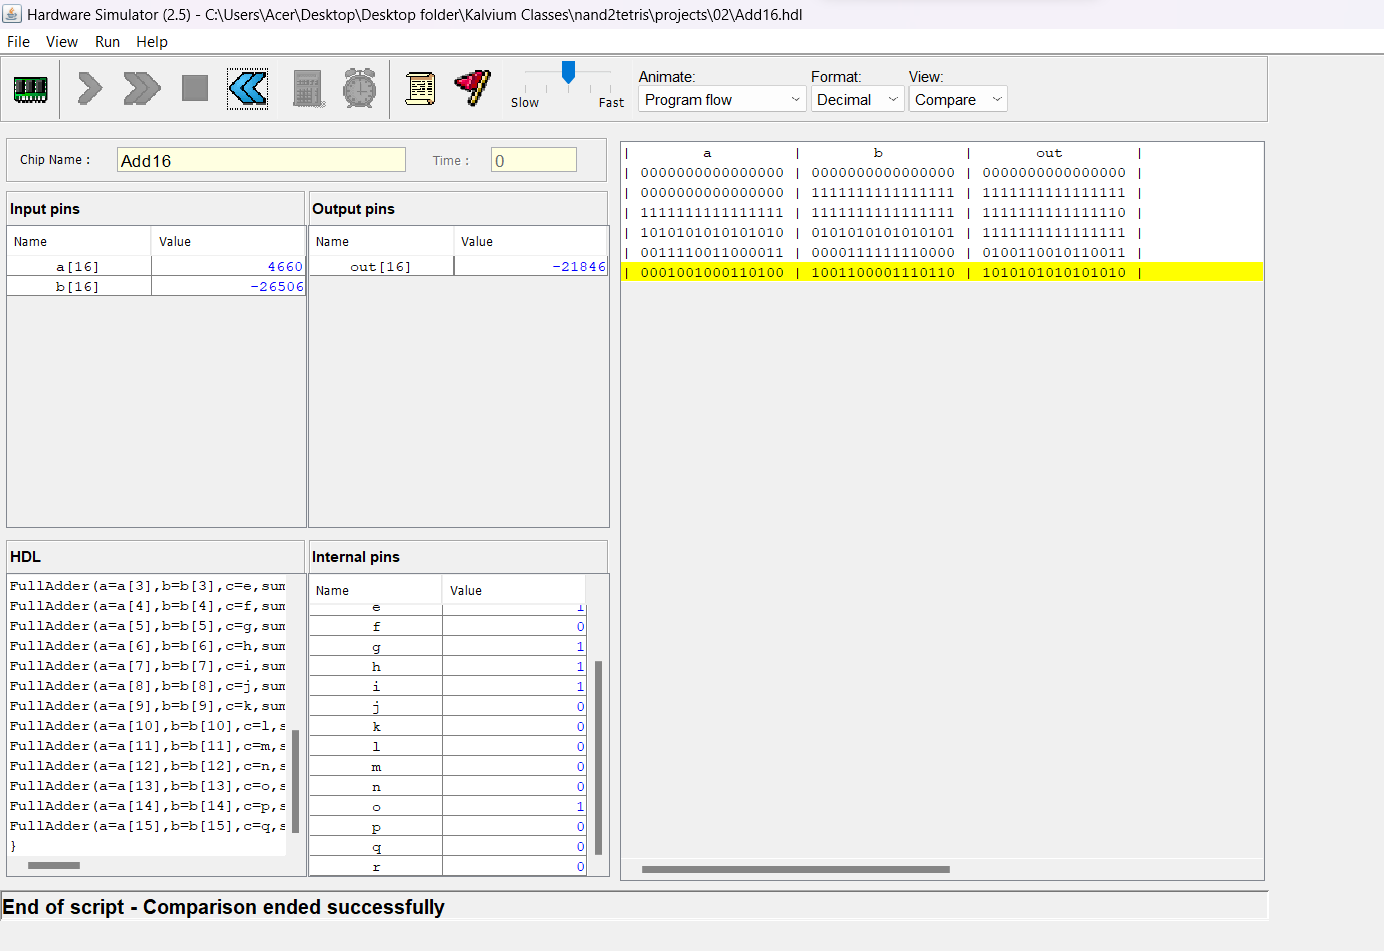 Hardware Simulator (2.5) - C:\Users\Acer\Desktop\Desktop folder\Kalvium Classes\nand2tetris\projects\02\Add16.hdl
File View Run Help
Slow Fast
Animate: Format: View:
Program flow Decimal Compare
Chip Name : Add16 Time : 0
Input pins
Name Value
a[16] 4660
b[16] -26506
Output pins
Name Value
out[16] -21846
| a | b | out |
| 0000000000000000 | 0000000000000000 | 0000000000000000 |
| 0000000000000000 | 1111111111111111 | 1111111111111111 |
| 1111111111111111 | 1111111111111111 | 1111111111111110 |
| 1010101010101010 | 0101010101010101 | 1111111111111111 |
| 0011110011000011 | 0000111111110000 | 0100110010110011 |
| 0001001000110100 | 1001100001110110 | 1010101010101010 |
HDL
FullAdder(a=a[3],b=b[3],c=e,sum
FullAdder(a=a[4],b=b[4],c=f,sum
FullAdder(a=a[5],b=b[5],c=g,sum
FullAdder(a=a[6],b=b[6],c=h,sum
FullAdder(a=a[7],b=b[7],c=i,sum
FullAdder(a=a[8],b=b[8],c=j,sum
FullAdder(a=a[9],b=b[9],c=k,sum
FullAdder(a=a[10],b=b[10],c=l,s
FullAdder(a=a[11],b=b[11],c=m,s
FullAdder(a=a[12],b=b[12],c=n,s
FullAdder(a=a[13],b=b[13],c=o,s
FullAdder(a=a[14],b=b[14],c=p,s
FullAdder(a=a[15],b=b[15],c=q,s
}
Internal pins
Name Value
e 1
f 0
g 1
h 1
i 1
j 0
k 0
l 0
m 0
n 0
o 1
p 0
q 0
r 0
End of script - Comparison ended successfully